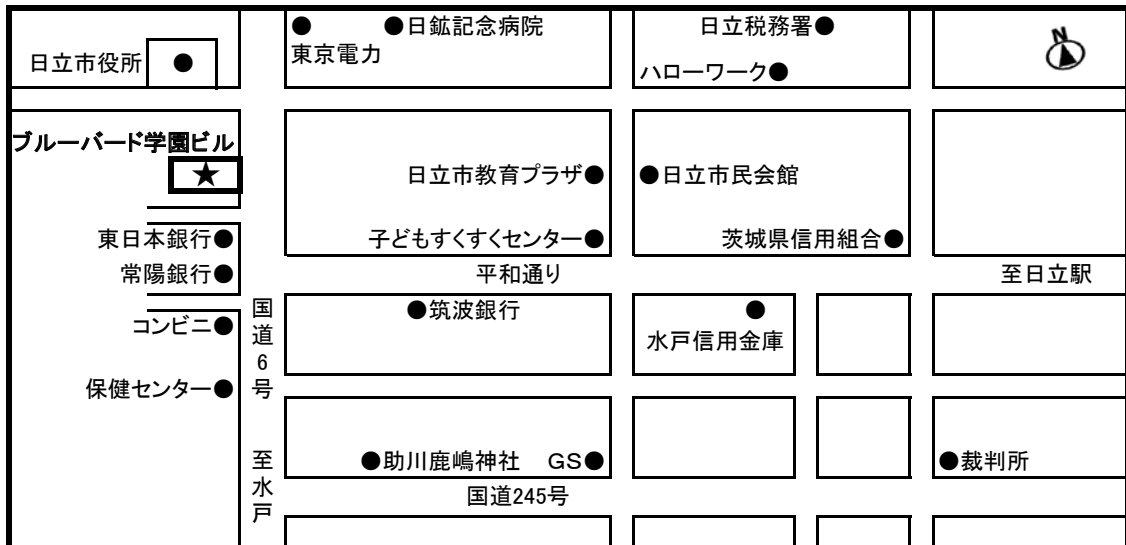 ●　●日鉱記念病院
東京電力
日立税務署●
N
日立市役所 ●
ハローワーク●
ブルーバード学園ビル
★
日立市教育プラザ●
●日立市民会館
東日本銀行●
子どもすくすくセンター●
茨城県信用組合●
常陽銀行●
平和通り
至日立駅
国道6号
コンビニ●
●筑波銀行
●
水戸信用金庫
保健センター●
至水戸
●助川鹿嶋神社　GS●
●裁判所
国道245号